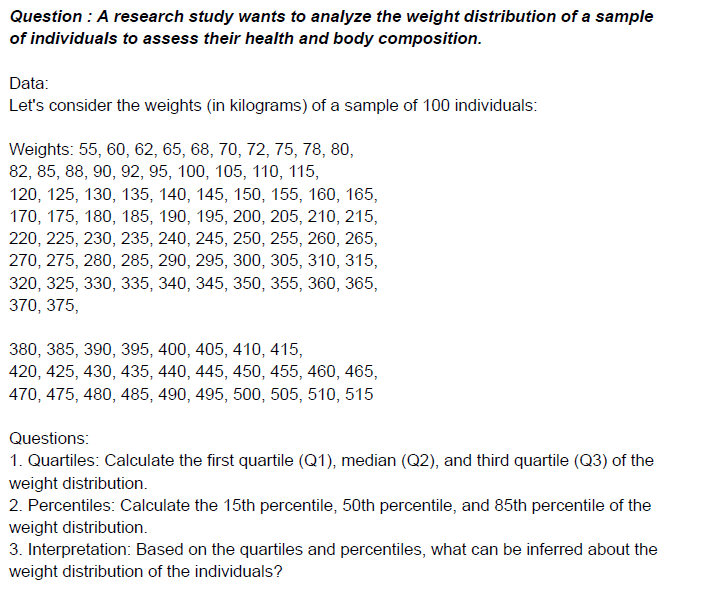 Question : A research study wants to analyze the weight distribution of a sample
of individuals to assess their health and body composition.
Data:
Let's consider the weights (in kilograms) of a sample of 100 individuals:
Weights: 55, 60, 62, 65, 68, 70, 72, 75, 78, 80,
82, 85, 88, 90, 92, 95, 100, 105, 110, 115,
120, 125, 130, 135, 140, 145, 150, 155, 160, 165,
170, 175, 180, 185, 190, 195, 200, 205, 210, 215,
220, 225, 230, 235, 240, 245, 250, 255, 260, 265,
270, 275, 280, 285, 290, 295, 300, 305, 310, 315,
320, 325, 330, 335, 340, 345, 350, 355, 360, 365,
370, 375,
380, 385, 390, 395, 400, 405, 410, 415,
420, 425, 430, 435, 440, 445, 450, 455, 460, 465,
470, 475, 480, 485, 490, 495, 500, 505, 510, 515
Questions:
1. Quartiles: Calculate the first quartile (Q1), median (Q2), and third quartile (Q3) of the
weight distribution.
2. Percentiles: Calculate the 15th percentile, 50th percentile, and 85th percentile of the
weight distribution.
3. Interpretation: Based on the quartiles and percentiles, what can be inferred about the
weight distribution of the individuals?